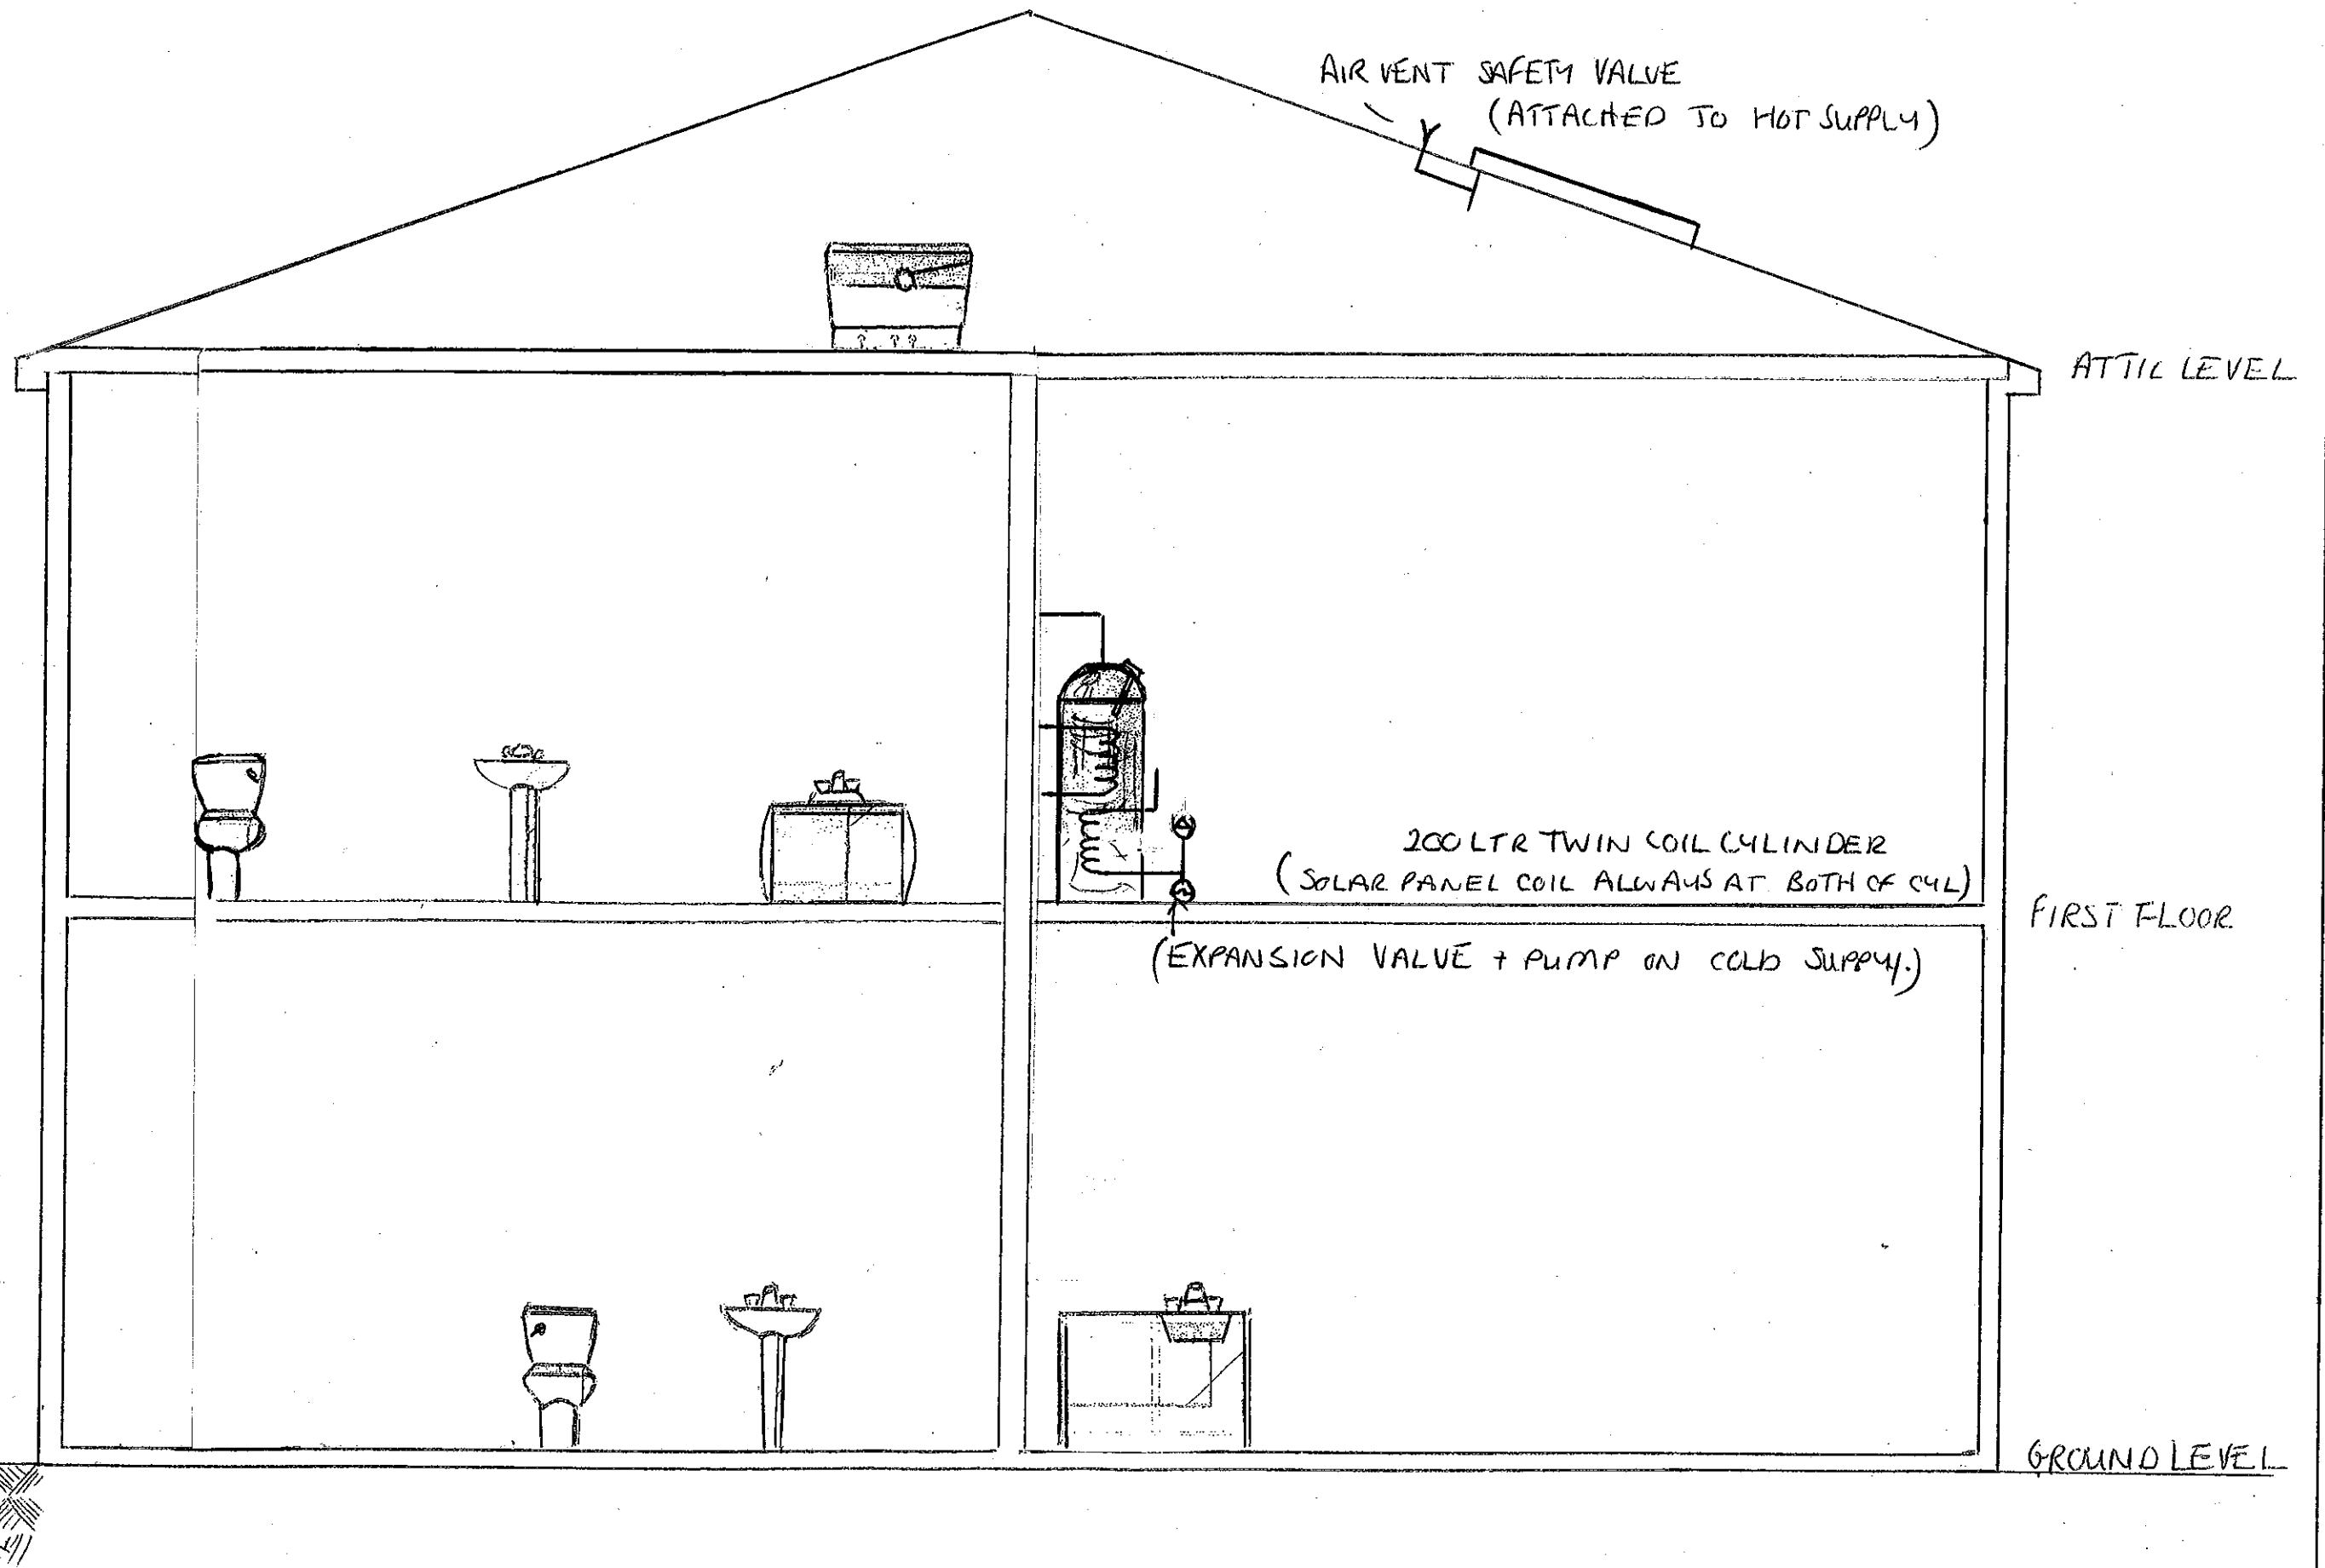 AIR VENT SAFETY VALVE
(ATTACHED TO HOT SUPPLY)
ATTIC LEVEL
200 LTR TWIN COIL CYLINDER
(SOLAR PANEL COIL ALWAYS AT BOTH OF CYL)
FIRST FLOOR
(EXPANSION VALVE + PUMP ON COLD SUPPLY.)
GROUND LEVEL